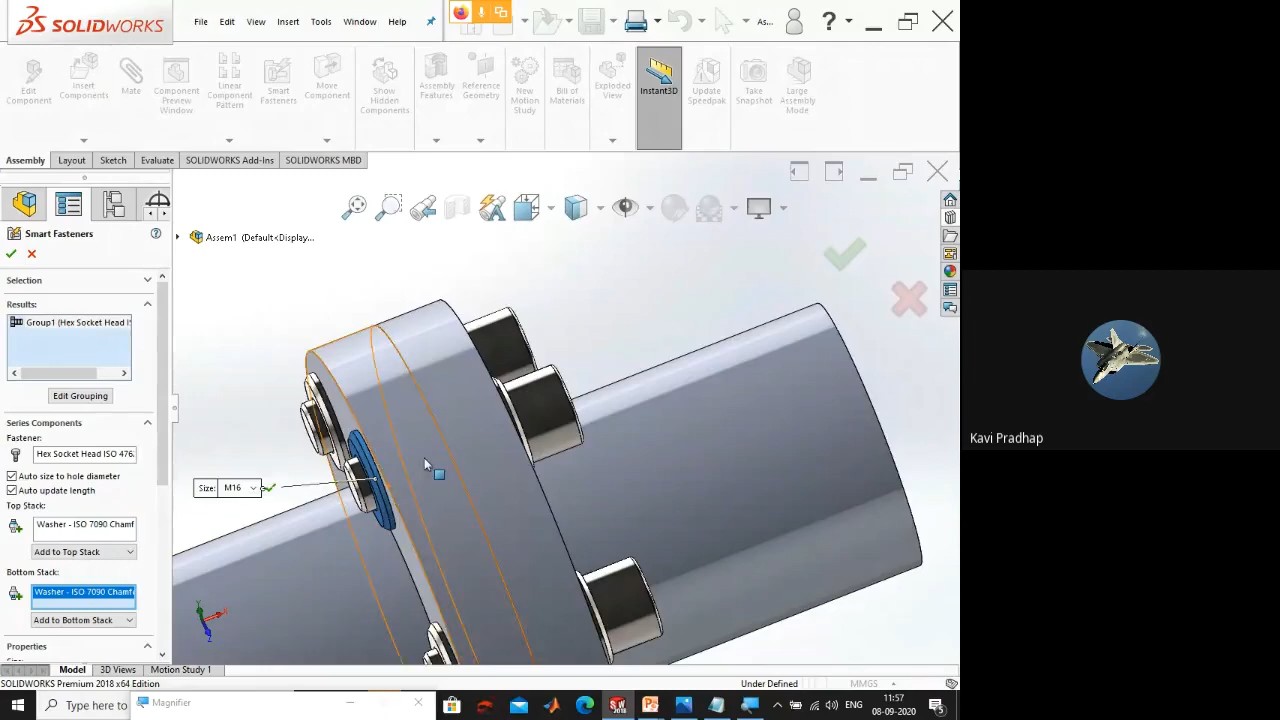 SOLIDWORKS
File Edit View Insert Tools Window Help
As...
Edit Component
Insert Components
Mate
Component Preview Window
Linear Component Pattern
Smart Fasteners
Move Component
Show Hidden Components
Assembly Features
Reference Geometry
New Motion Study
Bill of Materials
Exploded View
Instant3D
Update Speedpak
Take Snapshot
Large Assembly Mode
Assembly Layout Sketch Evaluate SOLIDWORKS Add-Ins SOLIDWORKS MBD
Smart Fasteners
Assem1 (Default<Display...
Selection
Results:
Group1 (Hex Socket Head I
Edit Grouping
Series Components
Fastener:
Hex Socket Head ISO 476
Auto size to hole diameter
Auto update length
Size: M16
Top Stack:
Washer - ISO 7090 Chamf
Add to Top Stack
Bottom Stack:
Washer - ISO 7090 Chamf
Add to Bottom Stack
Properties
Y
X
Z
Model 3D Views Motion Study 1
SOLIDWORKS Premium 2018 x64 Edition
Under Defined MMGS
Type here to
Magnifier
ENG
11:57
08-09-2020
5
Kavi Pradhap